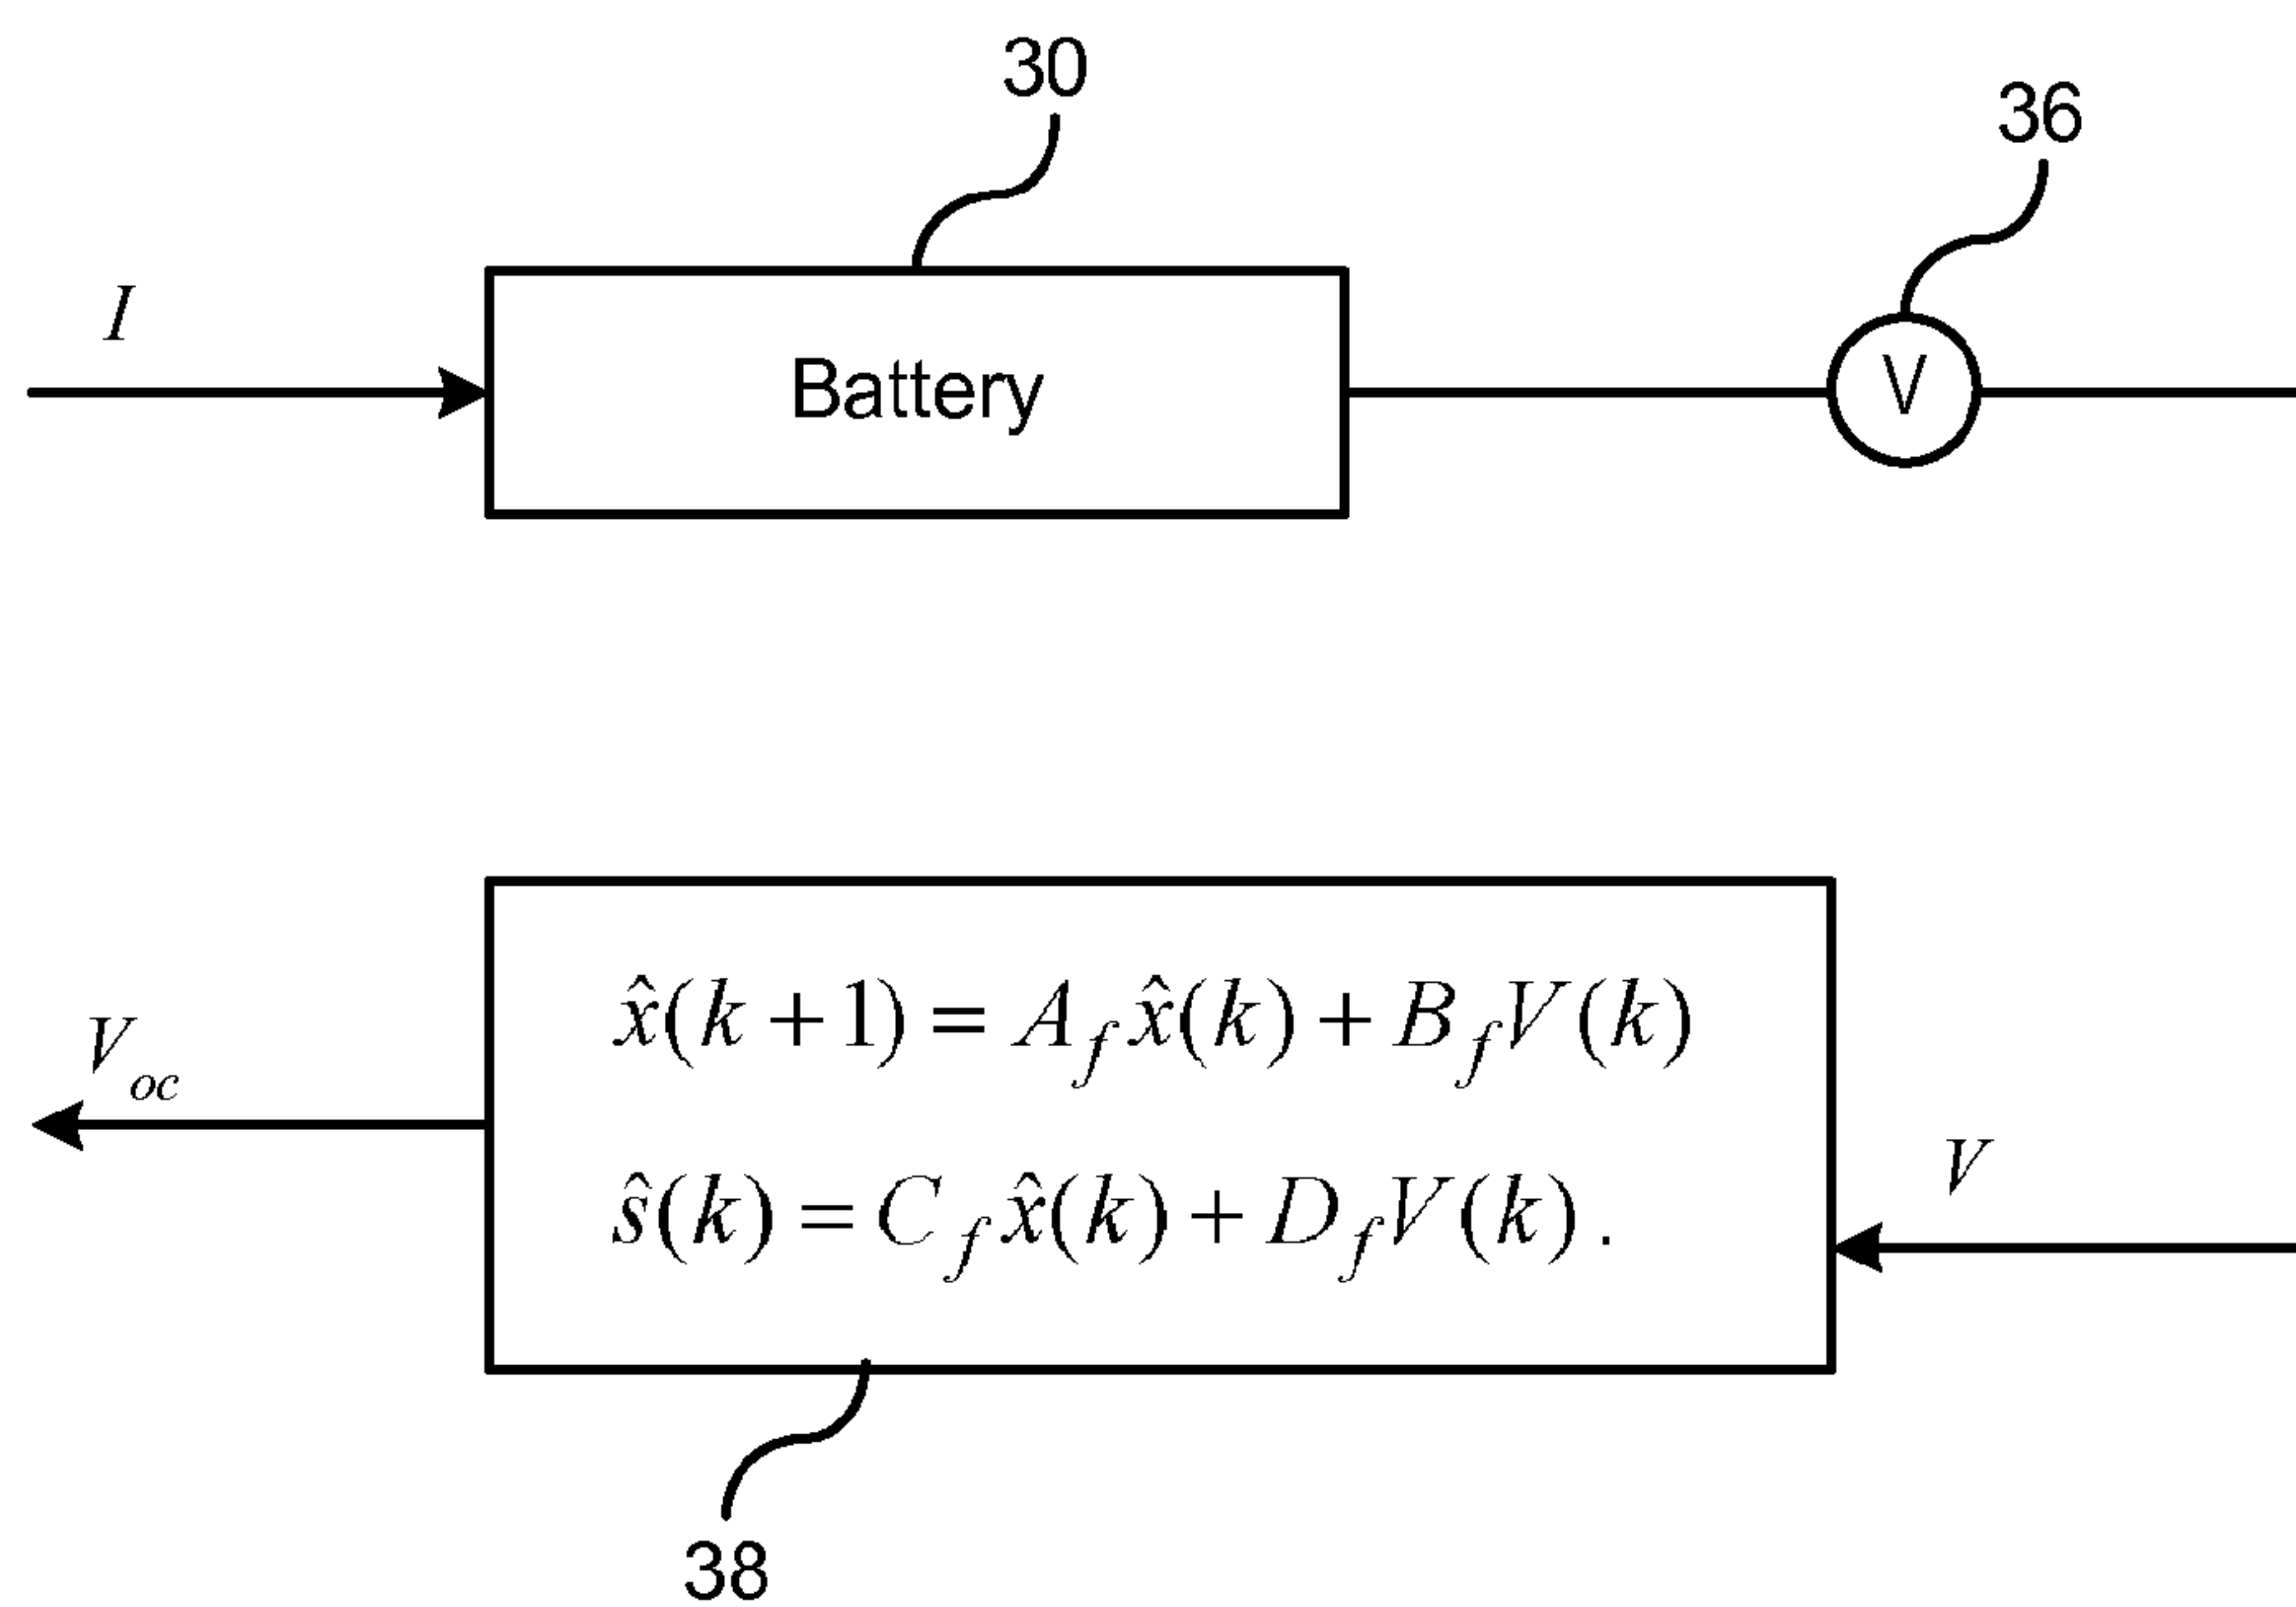 30
36
I
Battery
V
x̂(k + 1) = A_f x̂(k) + B_f V(k)
V_oc
ŝ(k) = C_f x̂(k) + D_f V(k) .
V
38